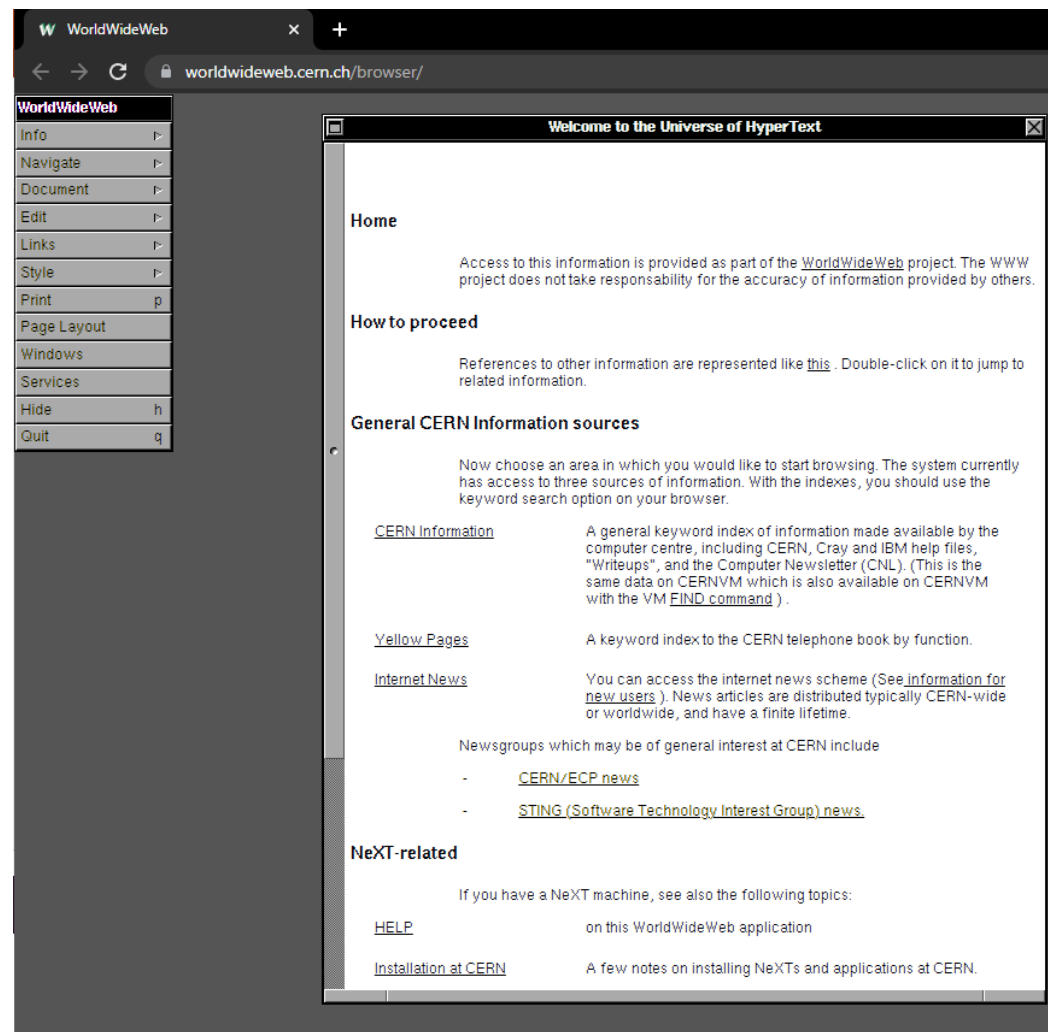 W WorldWideWeb
worldwideweb.cern.ch/browser/
WorldWideWeb
Info
Navigate
Document
Edit
Links
Style
Print p
Page Layout
Windows
Services
Hide h
Quit q
Welcome to the Universe of HyperText
Home
Access to this information is provided as part of the WorldWideWeb project. The WWW
project does not take responsability for the accuracy of information provided by others.
How to proceed
References to other information are represented like this . Double-click on it to jump to
related information.
General CERN Information sources
Now choose an area in which you would like to start browsing. The system currently
has access to three sources of information. With the indexes, you should use the
keyword search option on your browser.
CERN Information A general keyword index of information made available by the
computer centre, including CERN, Cray and IBM help files,
"Writeups", and the Computer Newsletter (CNL). (This is the
same data on CERNVM which is also available on CERNVM
with the VM FIND command ) .
Yellow Pages A keyword index to the CERN telephone book by function.
Internet News You can access the internet news scheme (See information for
new users ). News articles are distributed typically CERN-wide
or worldwide, and have a finite lifetime.
Newsgroups which may be of general interest at CERN include
- CERN/ECP news
- STING (Software Technology Interest Group) news.
NeXT-related
If you have a NeXT machine, see also the following topics:
HELP on this WorldWideWeb application
Installation at CERN A few notes on installing NeXTs and applications at CERN.